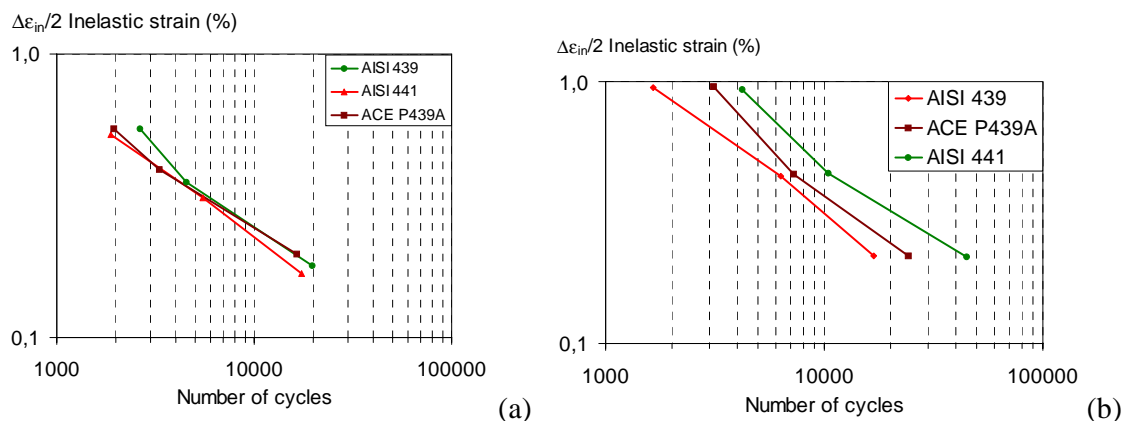 Δεin/2 Inelastic strain (%)
1,0
AISI 439
AISI 441
ACE P439A
0,1
1000
10000
100000
Number of cycles
(a)
Δεin/2 Inelastic strain (%)
1,0
AISI 439
ACE P439A
AISI 441
0,1
1000
10000
100000
Number of cycles
(b)